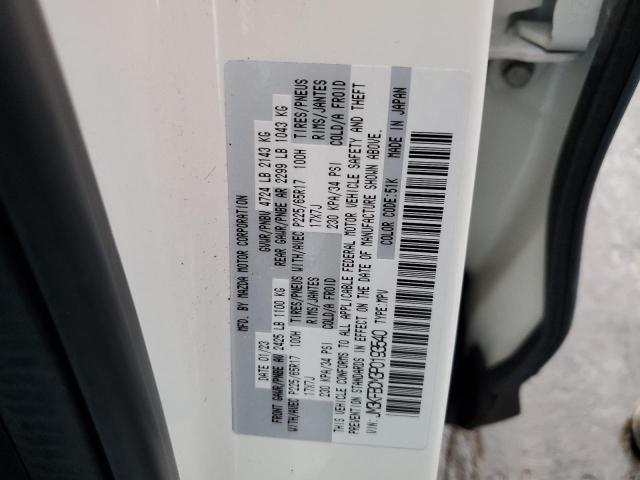 MFD. BY MAZDA MOTOR CORPORATION
DATE 01/23 GVWR/PNBV 4724 LB 2143 KG
FRONT GAWR/PNBE AV 2425 LB 1100 KG REAR GAWR/PNBE AR 2299 LB 1043 KG
WITH/AVEC P225/65R17 100H TIRES/PNEUS WITH/AVEC P225/65R17 100H TIRES/PNEUS
17X7J RIMS/JANTES 17X7J RIMS/JANTES
230 KPA/34 PSI COLD/A FROID 230 KPA/34 PSI COLD/A FROID
THIS VEHICLE CONFORMS TO ALL APPLICABLE FEDERAL MOTOR VEHICLE SAFETY AND THEFT
PREVENTION STANDARDS IN EFFECT ON THE DATE OF MANUFACTURE SHOWN ABOVE.
VIN: TYPE: MPV COLOR CODE: 51K MADE IN JAPAN